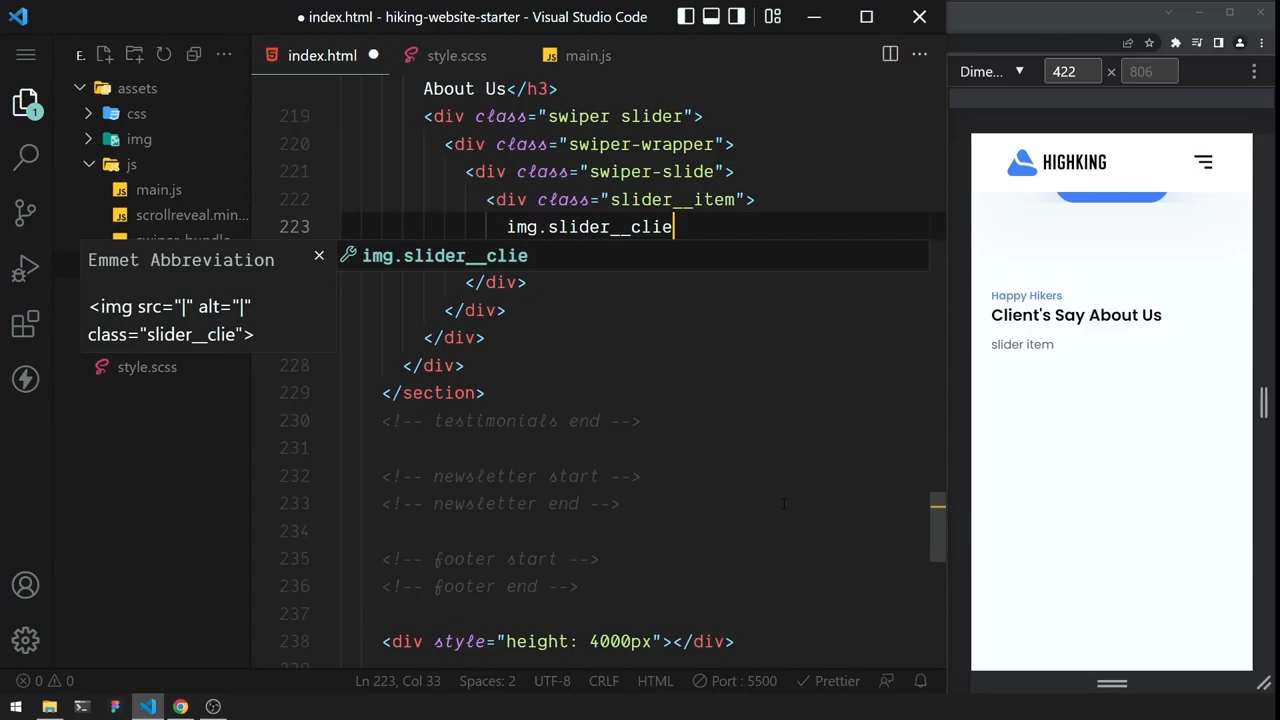 index.html - hiking-website-starter - Visual Studio Code
E.
index.html
style.scss
main.js
assets
css
img
js
main.js
scrollreveal.min...
style.scss
About Us</h3>
219 <div class="swiper slider">
220 <div class="swiper-wrapper">
221 <div class="swiper-slide">
222 <div class="slider__item">
223 img.slider__clie
img.slider__clie
Emmet Abbreviation
<img src="|" alt="|"
class="slider__clie">
</div>
</div>
</div>
228 </div>
229 </section>
230 <!-- testimonials end -->
231
232 <!-- newsletter start -->
233 <!-- newsletter end -->
234
235 <!-- footer start -->
236 <!-- footer end -->
237
238 <div style="height: 4000px"></div>
0 0
Ln 223, Col 33
Spaces: 2
UTF-8
CRLF
HTML
Port : 5500
Prettier
1
Dime...
422 × 806
HIGHKING
Happy Hikers
Client's Say About Us
slider item